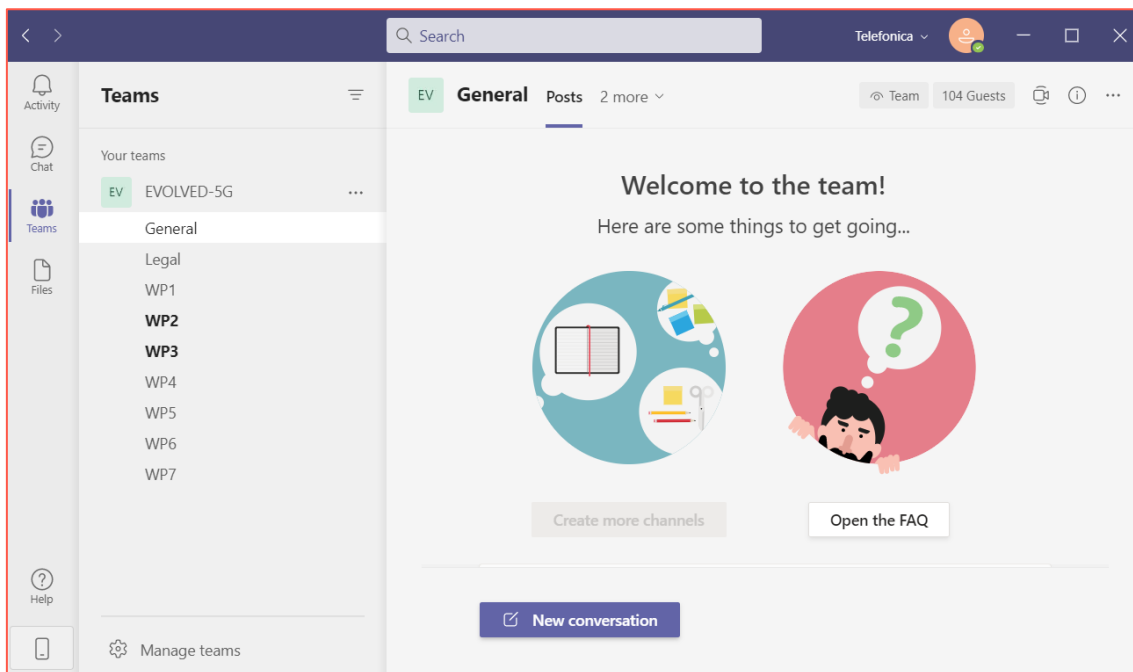 Search
Telefonica
Activity
Chat
Teams
Files
Help
Teams
Your teams
EV EVOLVED-5G
General
Legal
WP1
WP2
WP3
WP4
WP5
WP6
WP7
Manage teams
EV General Posts 2 more Team 104 Guests
Welcome to the team!
Here are some things to get going...
Create more channels
Open the FAQ
New conversation